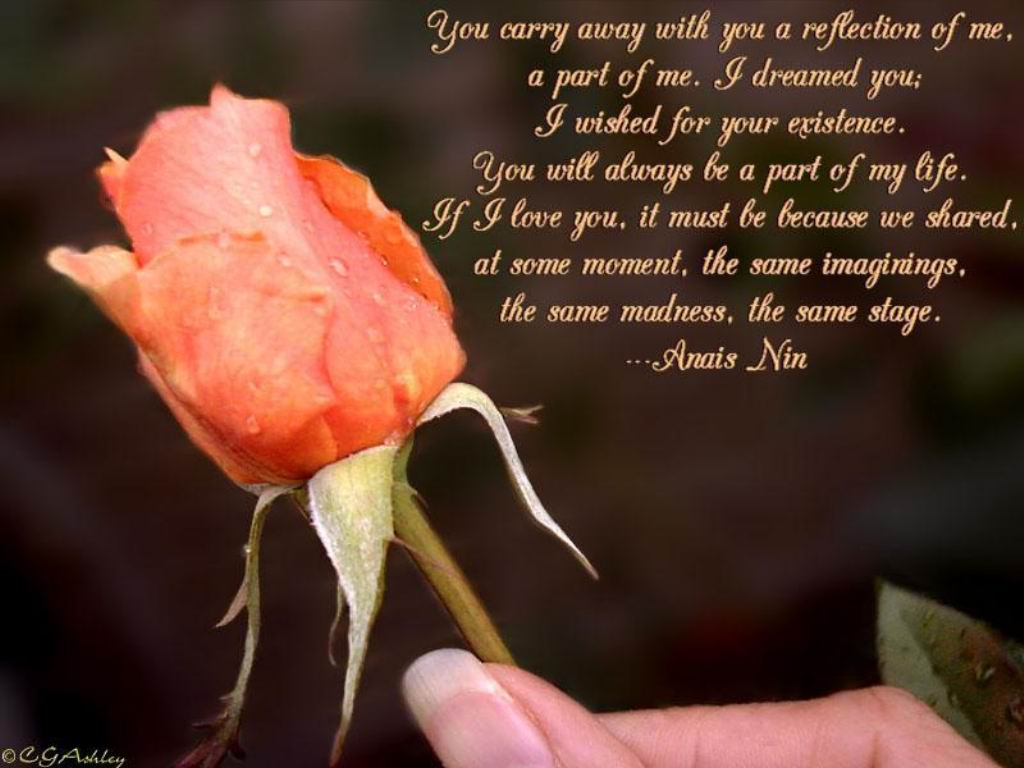 You carry away with you a reflection of me,
a part of me. I dreamed you;
I wished for your existence.
You will always be a part of my life.
If I love you, it must be because we shared,
at some moment, the same imaginings,
the same madness, the same stage.
---Anais Nin
©CGAshley